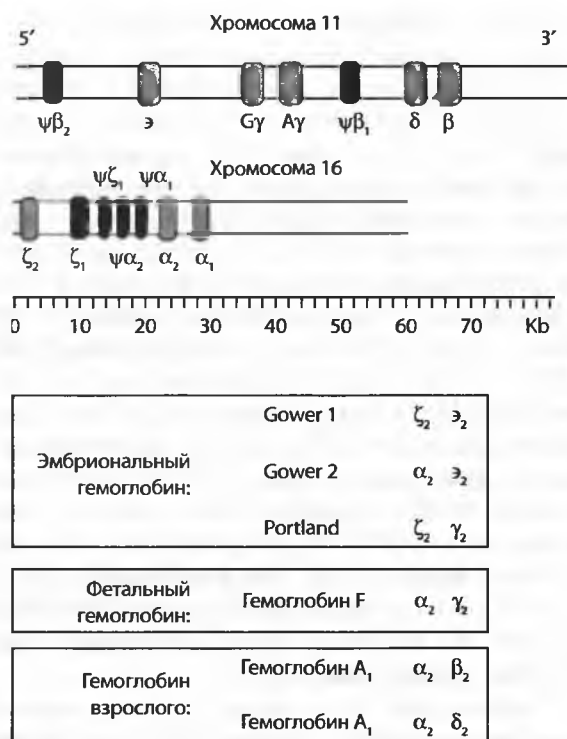 Хромосома 11
5′ 3′
ψβ₂ э Gγ Aγ ψβ₁ δ β
Хромосома 16
ψζ₁ ψα₁
ζ₂ ζ₁ ψα₂ α₂ α₁
0 10 20 30 40 50 60 70 Kb
Эмбриональный
гемоглобин:
Gower 1 ζ₂ э₂
Gower 2 α₂ э₂
Portland ζ₂ γ₂
Фетальный
гемоглобин:
Гемоглобин F α₂ γ₂
Гемоглобин
взрослого:
Гемоглобин A₁ α₂ β₂
Гемоглобин A₁ α₂ δ₂